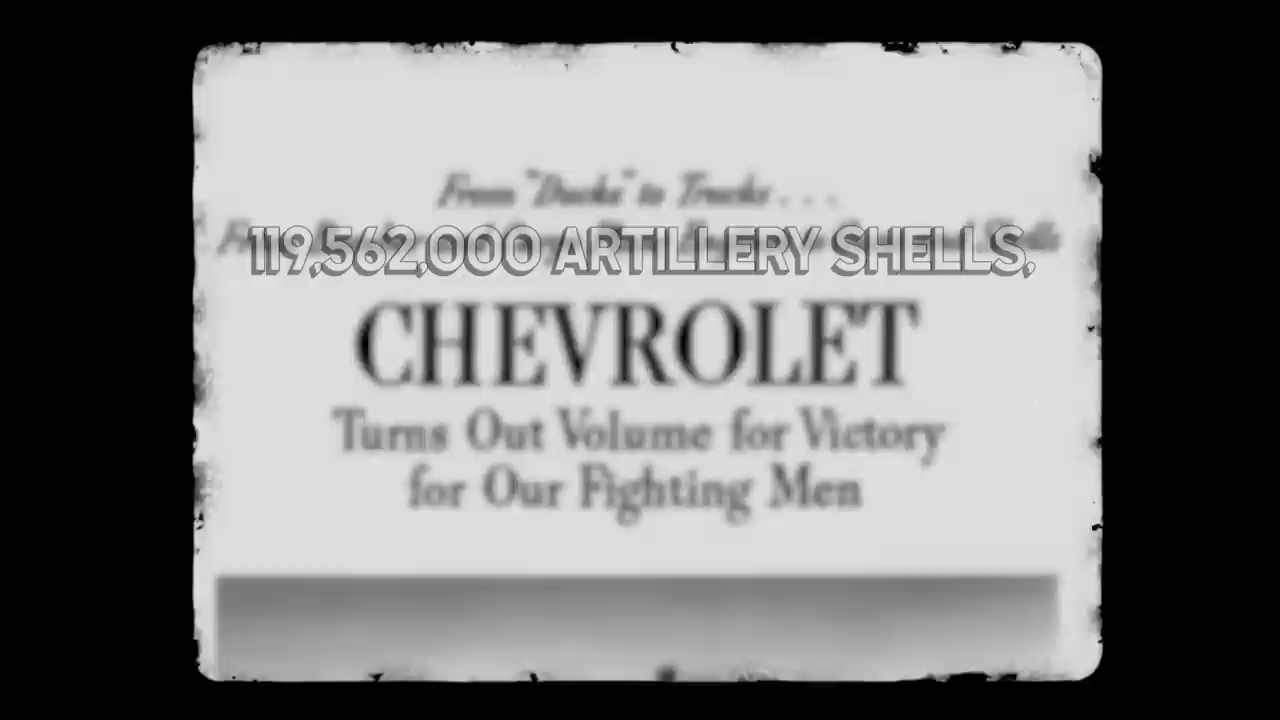 From "Ducks" to Trucks . . .
119,562,000 ARTILLERY SHELLS,
Shells
CHEVROLET
Turns Out Volume for Victory
for Our Fighting Men